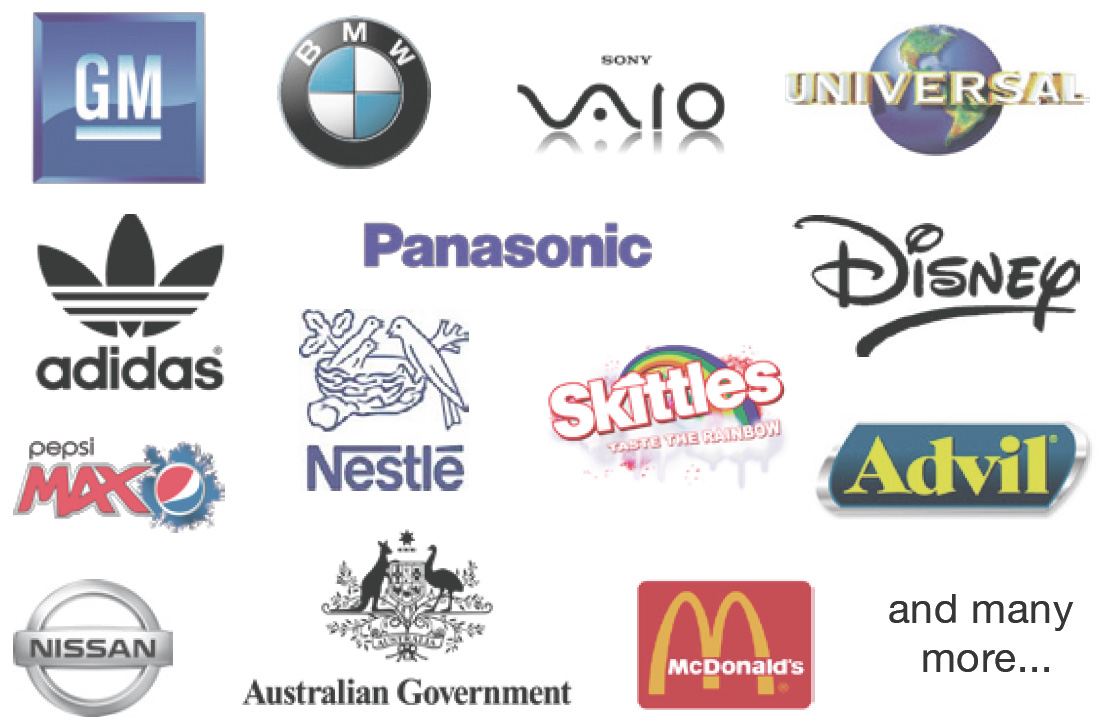 GM
BMW
SONY
VAIO
UNIVERSAL
adidas®
Panasonic
Disney
Nestlé
Skittles
TASTE THE RAINBOW
pepsi
MAX
Advil®
NISSAN
AUSTRALIA
Australian Government
McDonald's
®
and many
more...